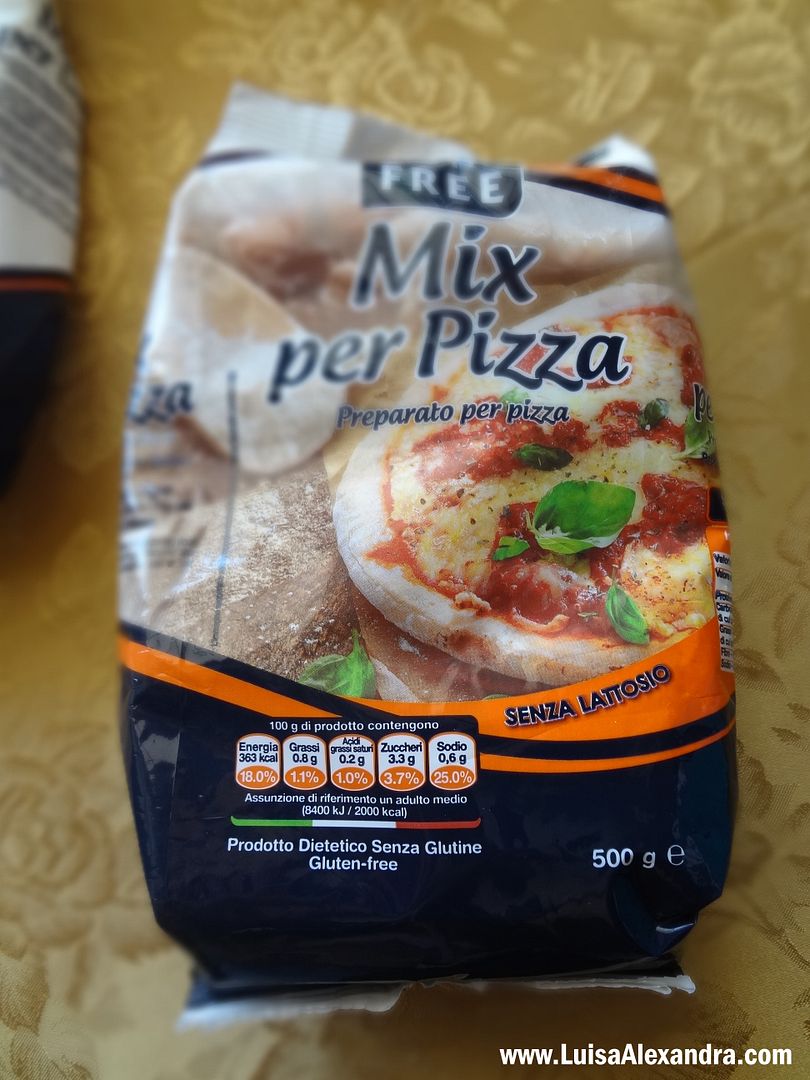 FREE
Mix
per Pizza
Preparato per pizza
SENZA LATTOSIO
100 g di prodotto contengono
Energia 363 kcal 18.0%
Grassi 0.8 g 1.1%
Acidi grassi saturi 0.2 g 1.0%
Zuccheri 3.3 g 3.7%
Sodio 0,6 g 25.0%
Assunzione di riferimento un adulto medio
(8400 kJ / 2000 kcal)
Prodotto Dietetico Senza Glutine
Gluten-free
500 g e
www.LuisaAlexandra.com